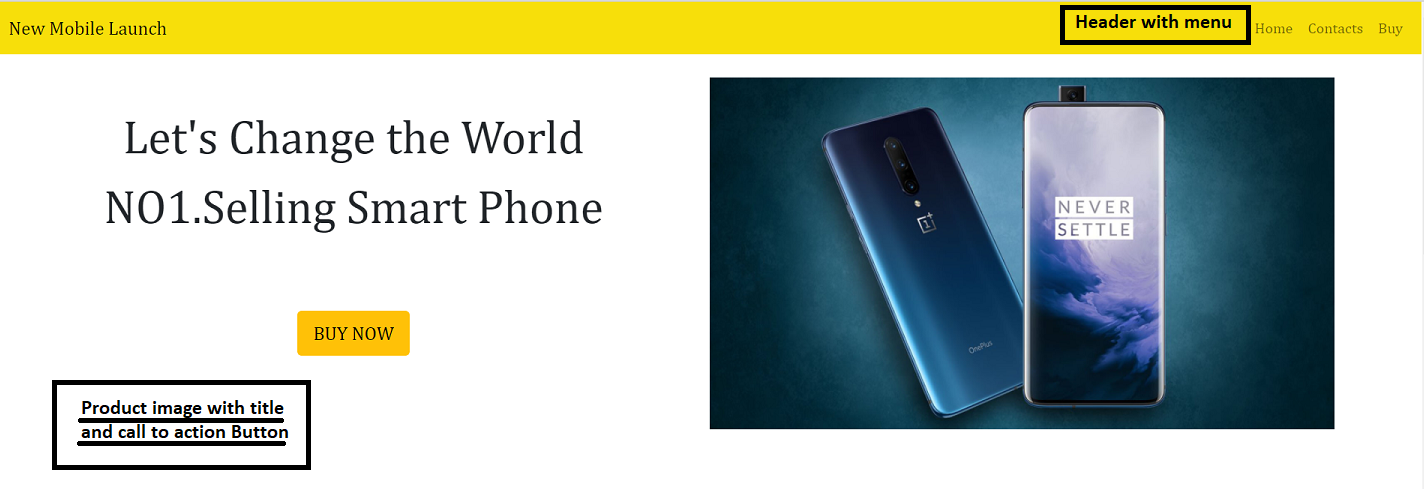 New Mobile Launch
Header with menu
Home Contacts Buy
Let's Change the World
NO1.Selling Smart Phone
BUY NOW
Product image with title
and call to action Button
1+
OnePlus
NEVER
SETTLE